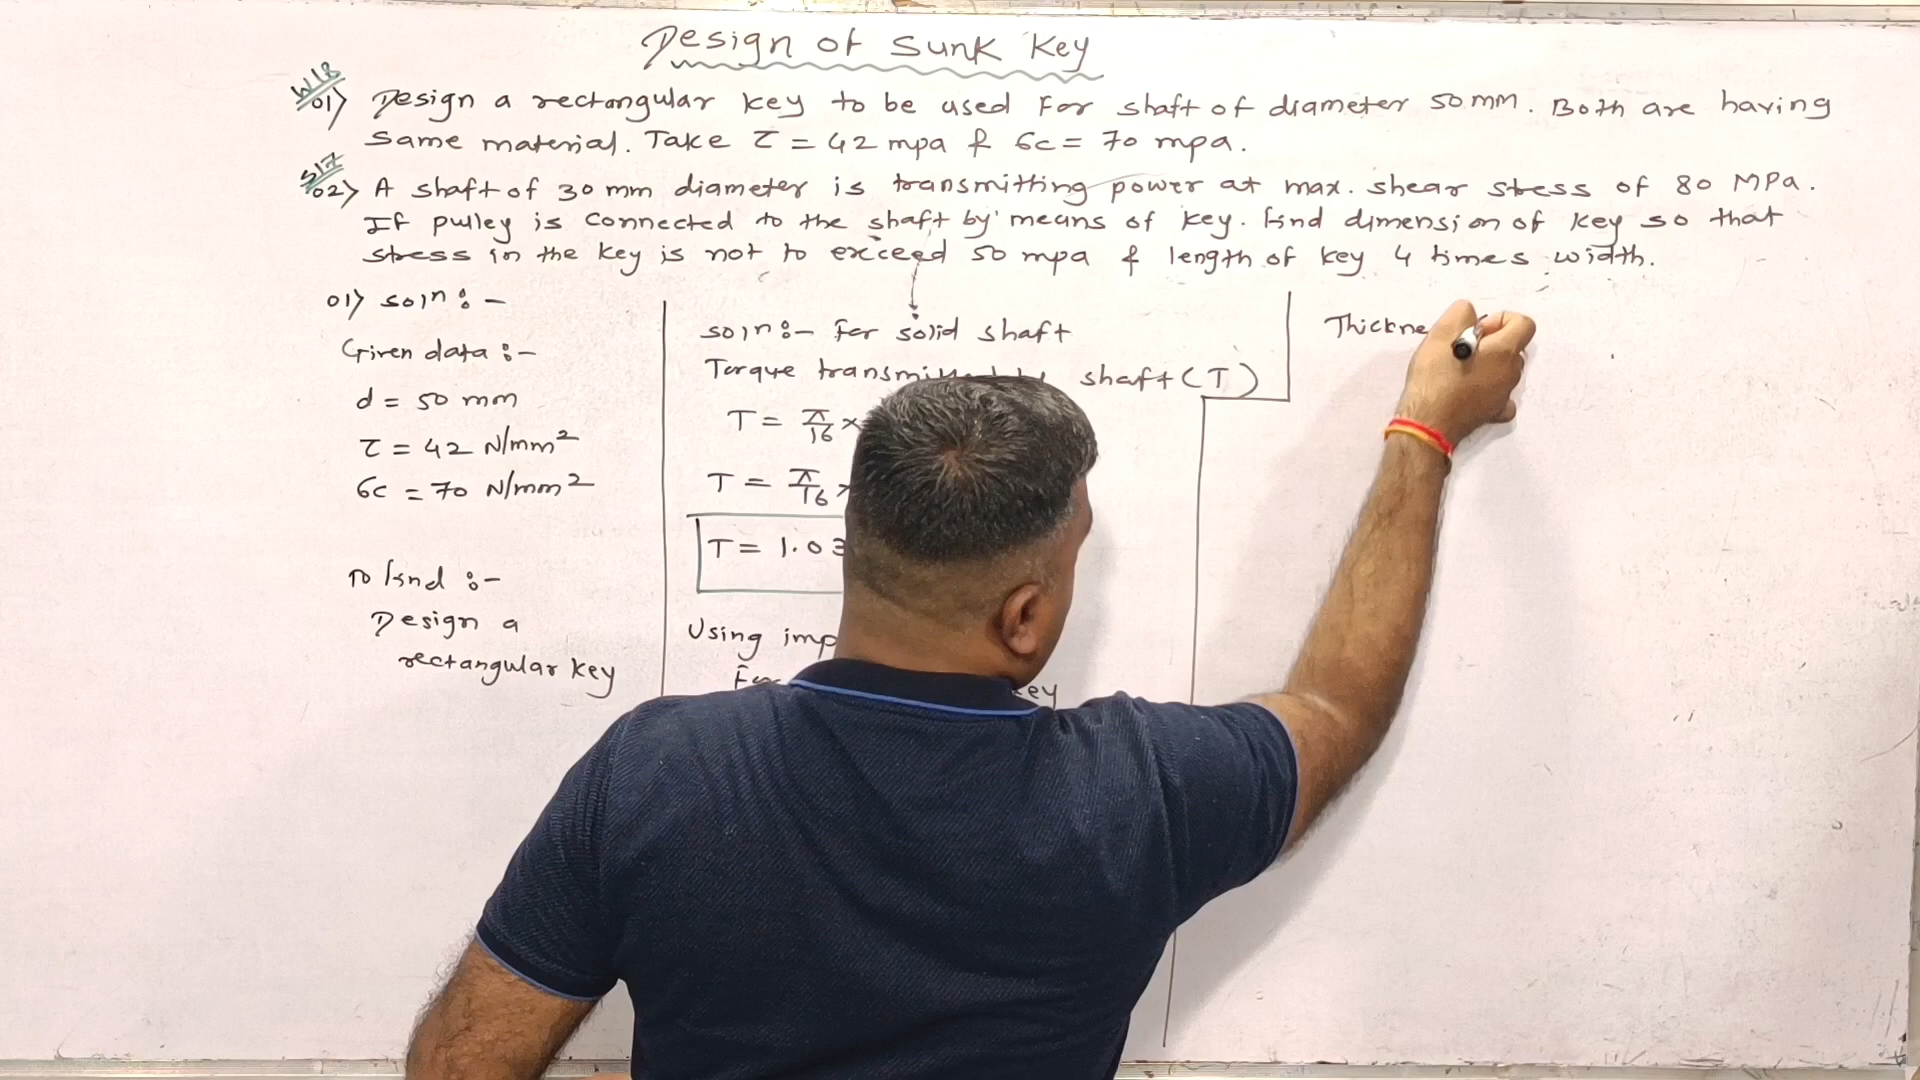 Design of Sunk Key
W18
01) Design a rectangular key to be used For shaft of diameter 50mm. Both are having
same material. Take τ = 42 mpa & σc = 70 mpa.
S17
02) A shaft of 30 mm diameter is transmitting power at max. shear stress of 80 MPa.
If pulley is connected to the shaft by means of key. find dimension of key so that
stress in the key is not to exceed 50 mpa & length of key 4 times width.
01) soln :-
Given data :-
d = 50 mm
τ = 42 N/mm²
σc = 70 N/mm²
To find :-
Design a
rectangular key
soln :- For solid shaft
Torque shaft (T)
T = π/16 ×
T = π/16 ×
T = 1.03
Using imp
Thickne